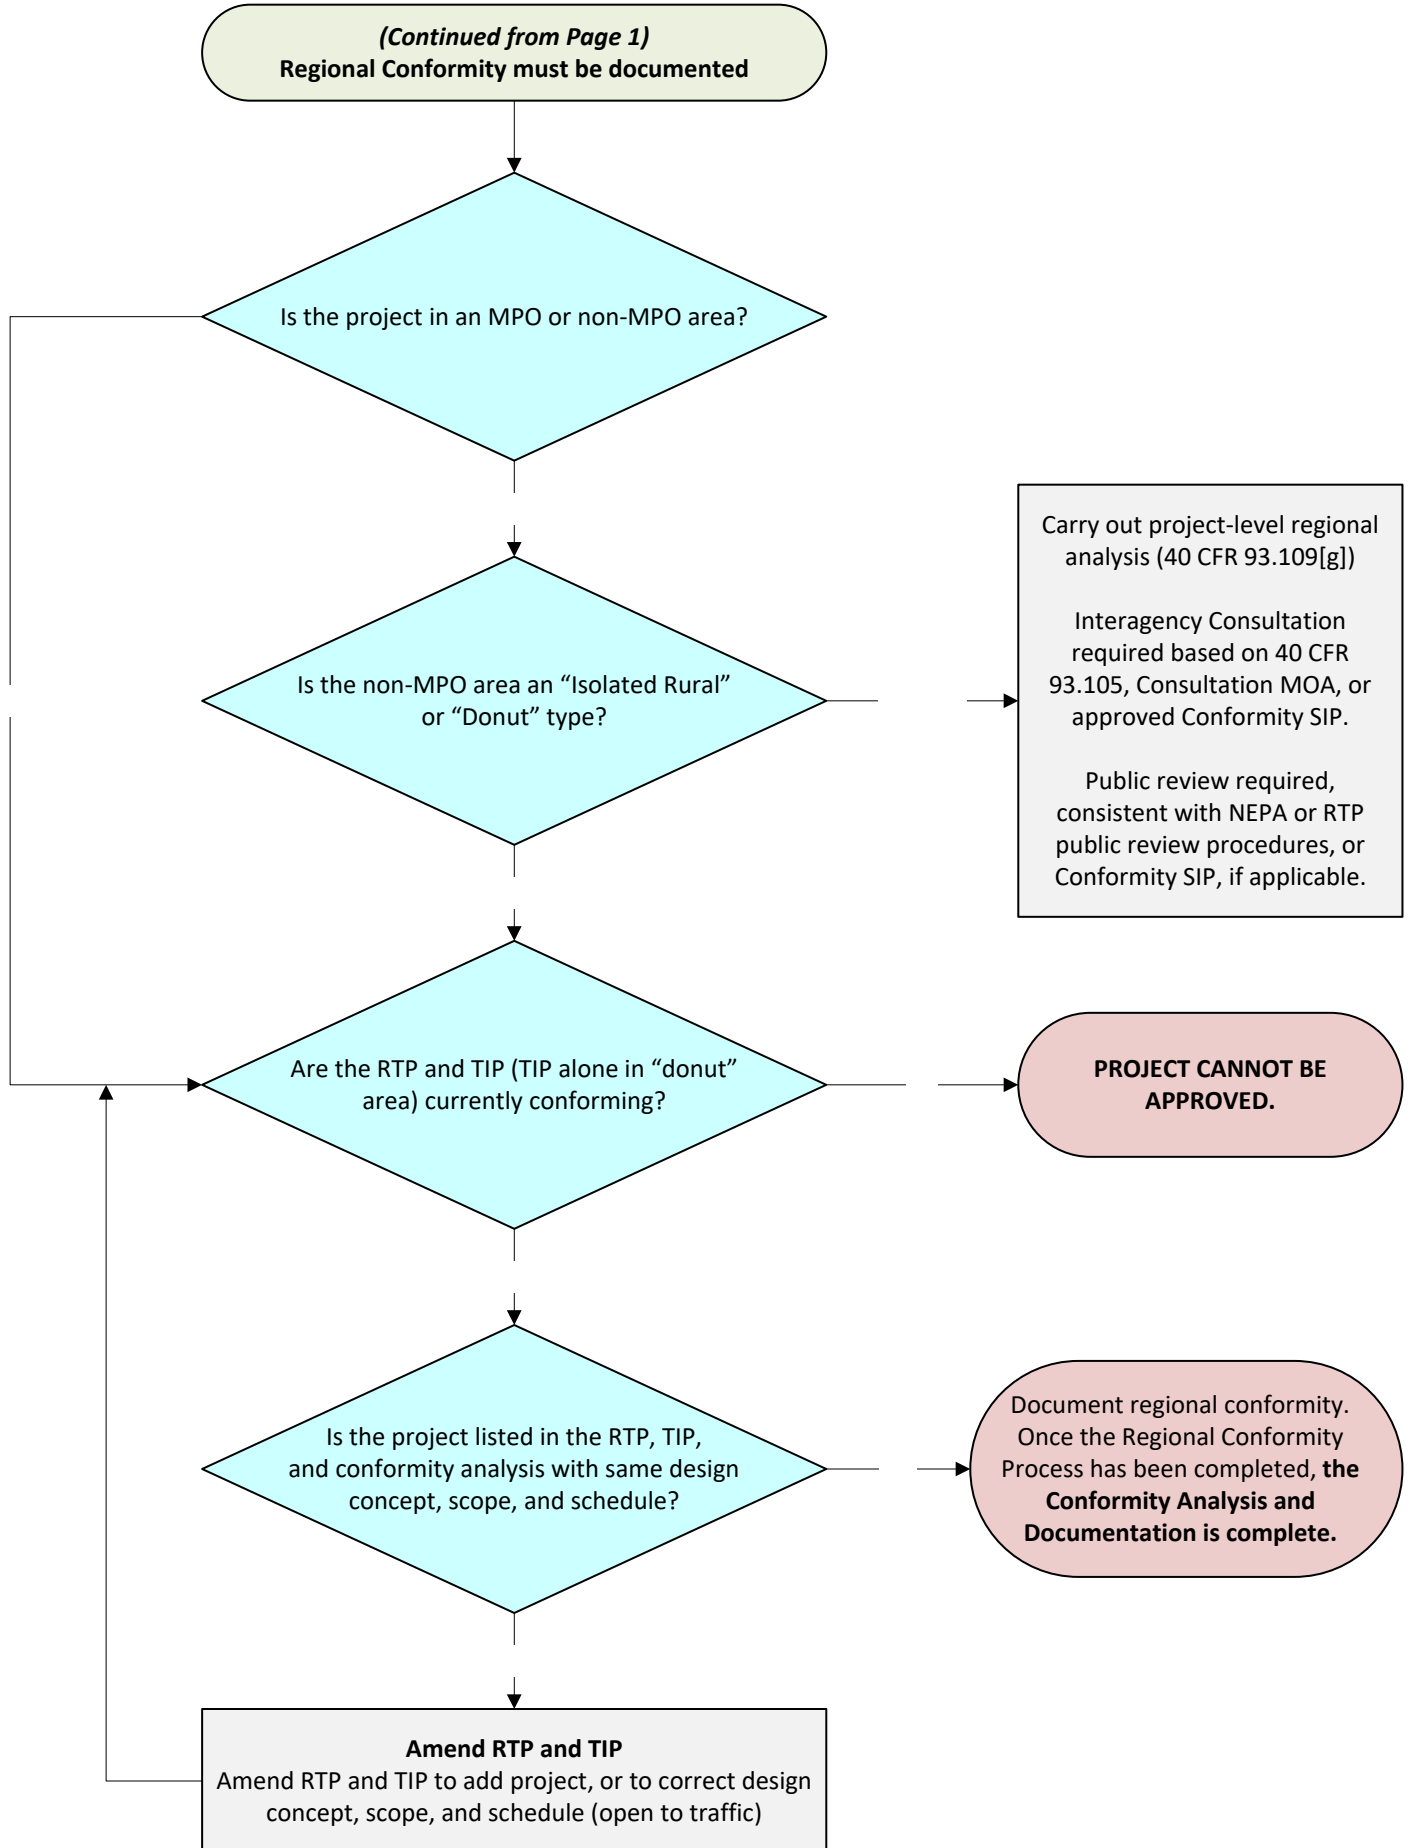 (Continued from Page 1)
Regional Conformity must be documented
Is the project in an MPO or non-MPO area?
Is the non-MPO area an “Isolated Rural”
or “Donut” type?
Carry out project-level regional
analysis (40 CFR 93.109[g])
Interagency Consultation
required based on 40 CFR
93.105, Consultation MOA, or
approved Conformity SIP.
Public review required,
consistent with NEPA or RTP
public review procedures, or
Conformity SIP, if applicable.
Are the RTP and TIP (TIP alone in “donut”
area) currently conforming?
PROJECT CANNOT BE
APPROVED.
Is the project listed in the RTP, TIP,
and conformity analysis with same design
concept, scope, and schedule?
Document regional conformity.
Once the Regional Conformity
Process has been completed, the
Conformity Analysis and
Documentation is complete.
Amend RTP and TIP
Amend RTP and TIP to add project, or to correct design
concept, scope, and schedule (open to traffic)